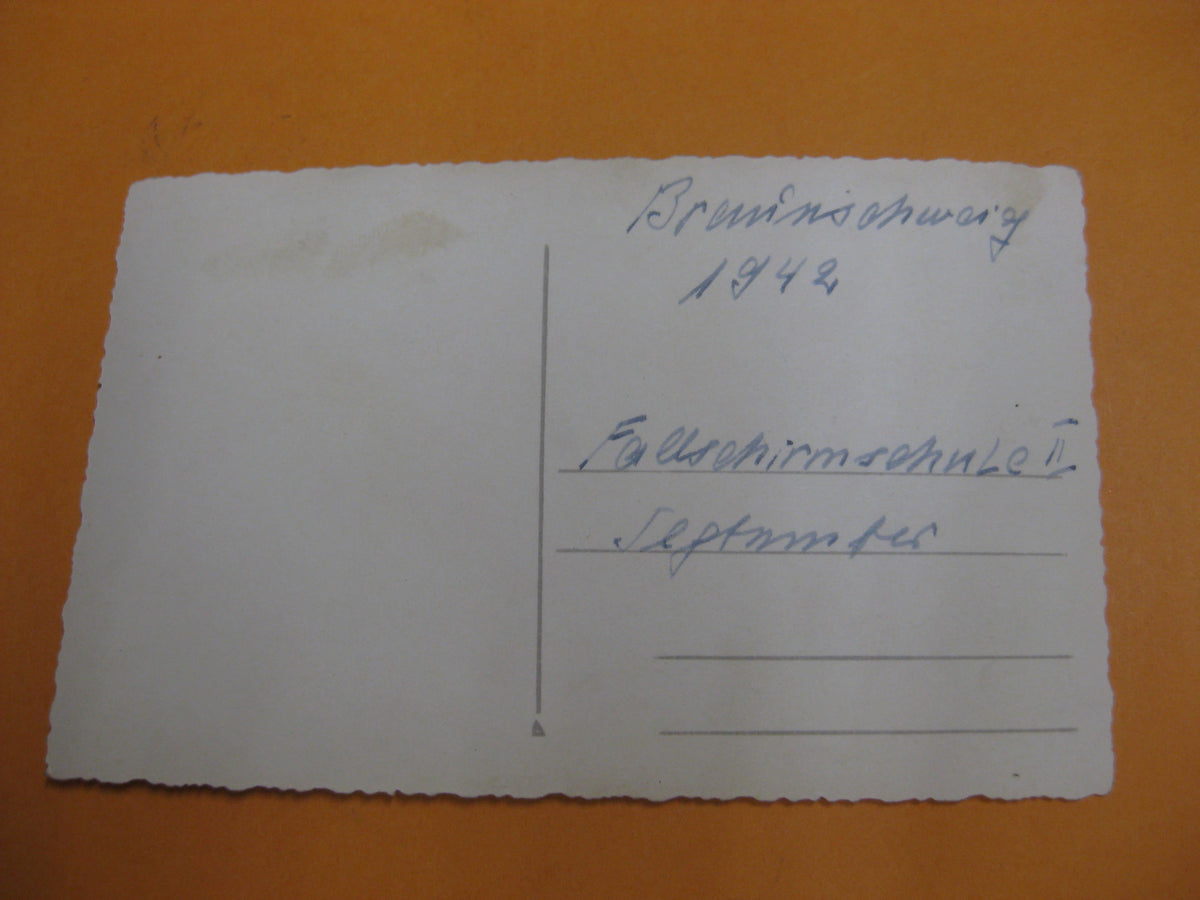 Braunschweig
1942
Fallschirmschule II
September